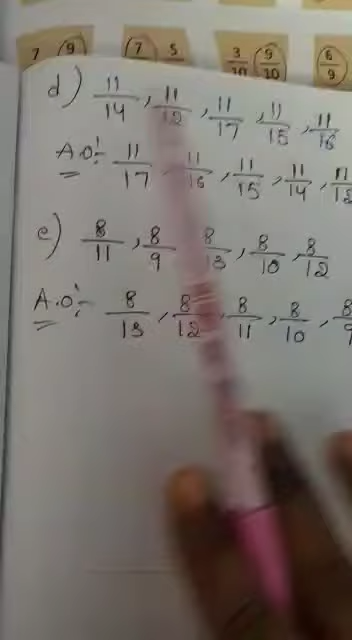 7 9 7 5 3/10 9/10 6/9
d) 11/14, 11/12, 11/17, 11/15, 11/16
A.O:- 11/17, 11/16, 11/15, 11/14, 11/12
e) 8/11, 8/9, 8/13, 8/10, 8/12
A.O:- 8/13, 8/12, 8/11, 8/10, 8/9